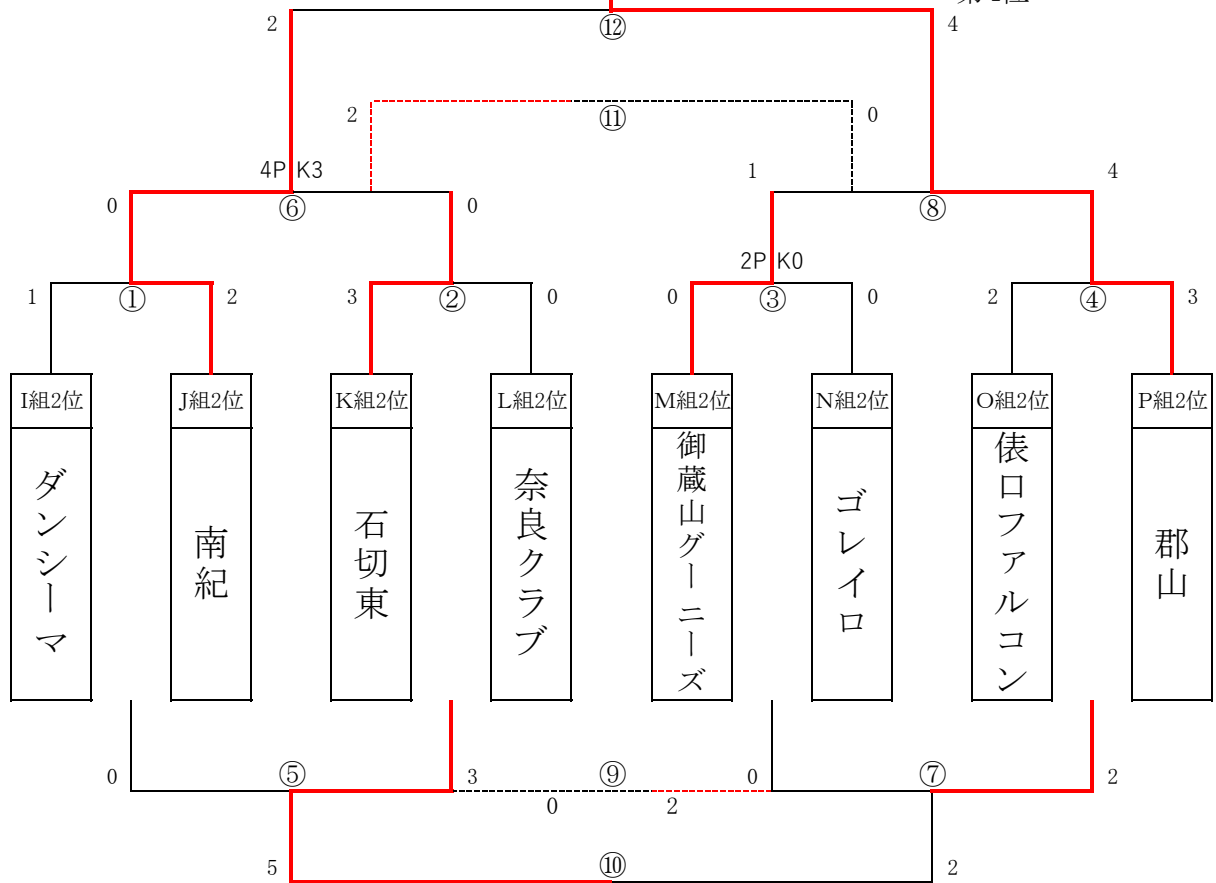 2
⑫
4
2
⑪
0
4P K3
1
4
0
⑥
0
⑧
2P K0
1
①
2
3
②
0
0
③
0
2
④
3
I組2位
J組2位
K組2位
L組2位
M組2位
N組2位
O組2位
P組2位
ダンシーマ
南紀
石切東
奈良クラブ
御蔵山グーニーズ
ゴレイロ
俵口ファルコン
郡山
0
⑤
3
⑨
0
⑦
2
0
2
5
⑩
2